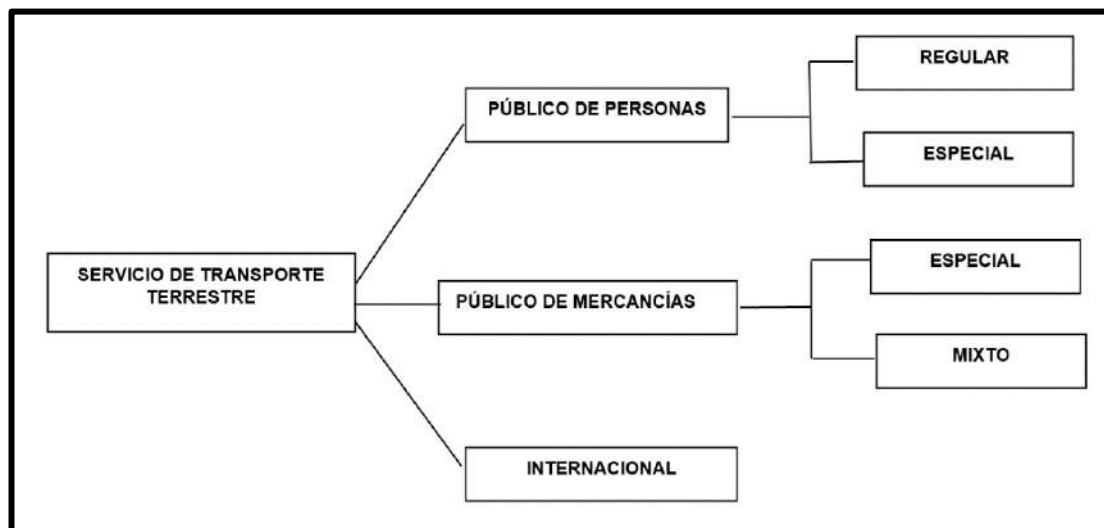 SERVICIO DE TRANSPORTE
TERRESTRE
PÚBLICO DE PERSONAS
REGULAR
ESPECIAL
PÚBLICO DE MERCANCÍAS
ESPECIAL
MIXTO
INTERNACIONAL